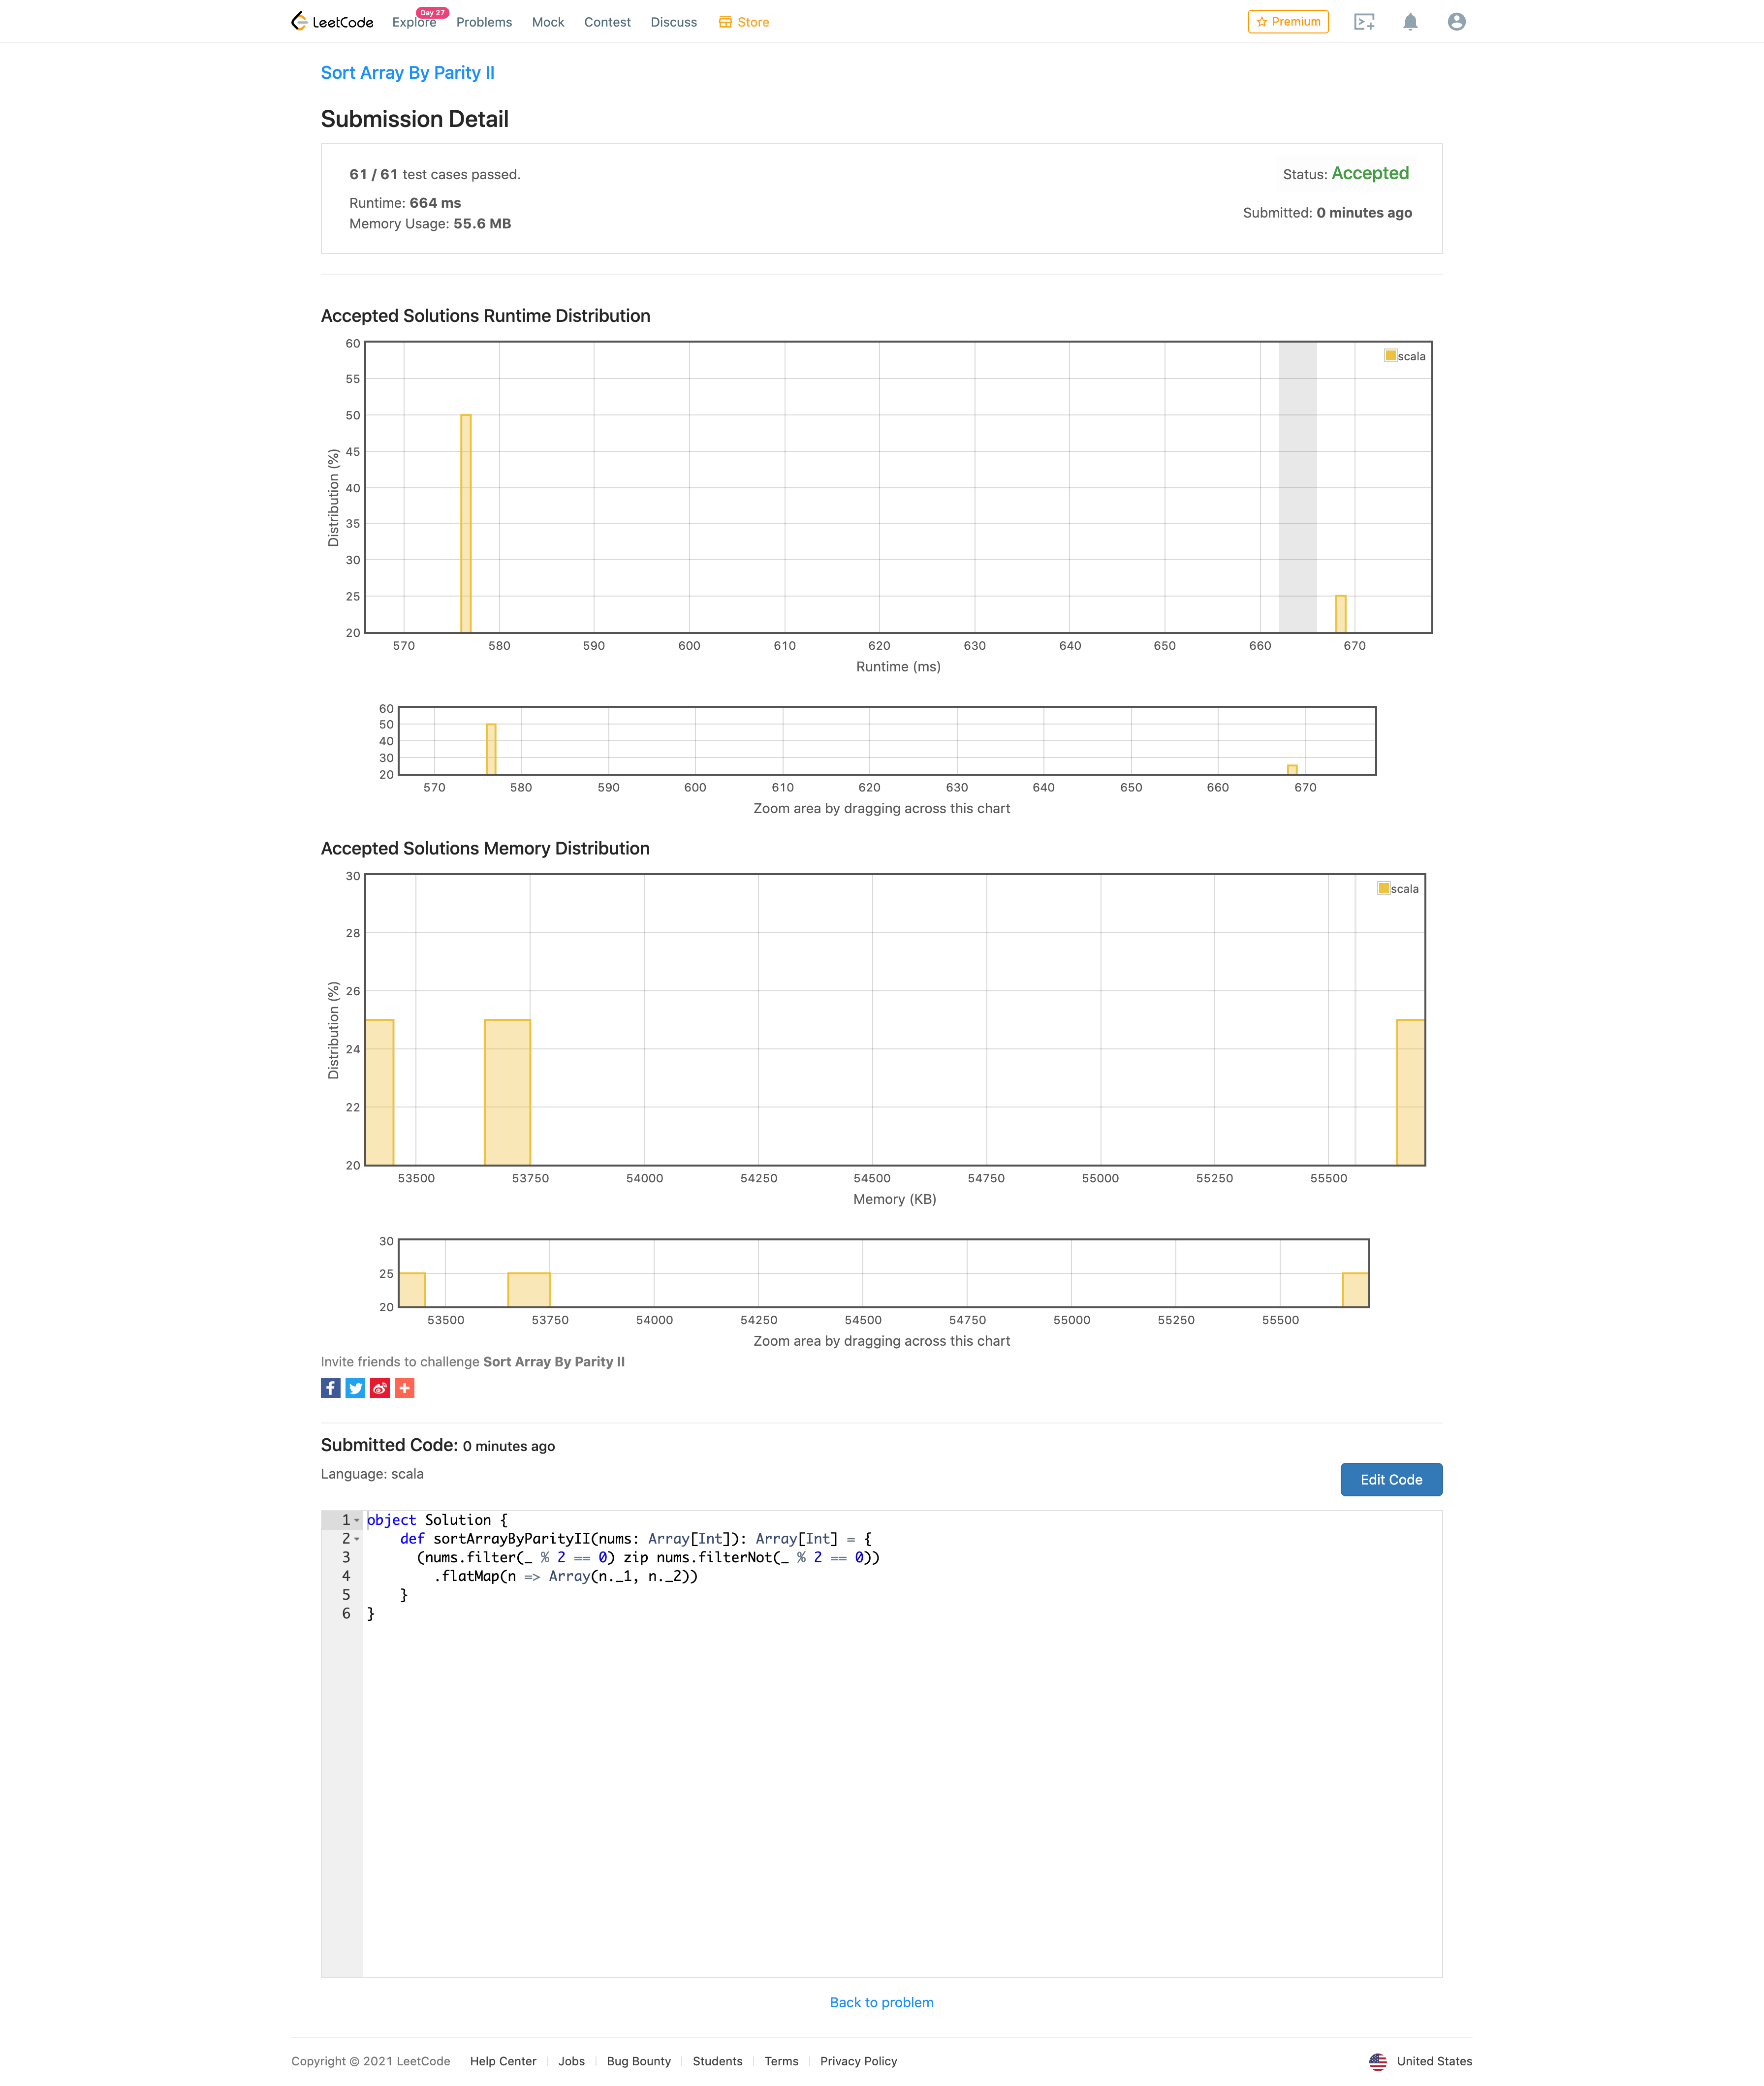 LeetCode Explore Day 27 Problems Mock Contest Discuss Store Premium
Sort Array By Parity II
Submission Detail
61 / 61 test cases passed. Status: Accepted
Runtime: 664 ms
Submitted: 0 minutes ago
Memory Usage: 55.6 MB
Accepted Solutions Runtime Distribution
scala
60
55
50
45
40
35
30
25
20
Distribution (%)
570 580 590 600 610 620 630 640 650 660 670
Runtime (ms)
60
50
40
30
20
570 580 590 600 610 620 630 640 650 660 670
Zoom area by dragging across this chart
Accepted Solutions Memory Distribution
scala
30
28
26
24
22
20
Distribution (%)
53500 53750 54000 54250 54500 54750 55000 55250 55500
Memory (KB)
30
25
20
53500 53750 54000 54250 54500 54750 55000 55250 55500
Zoom area by dragging across this chart
Invite friends to challenge Sort Array By Parity II
Submitted Code: 0 minutes ago
Language: scala
Edit Code
1 object Solution {
2     def sortArrayByParityII(nums: Array[Int]): Array[Int] = {
3       (nums.filter(_ % 2 == 0) zip nums.filterNot(_ % 2 == 0))
4         .flatMap(n => Array(n._1, n._2))
5     }
6 }
Back to problem
Copyright © 2021 LeetCode Help Center Jobs Bug Bounty Students Terms Privacy Policy United States